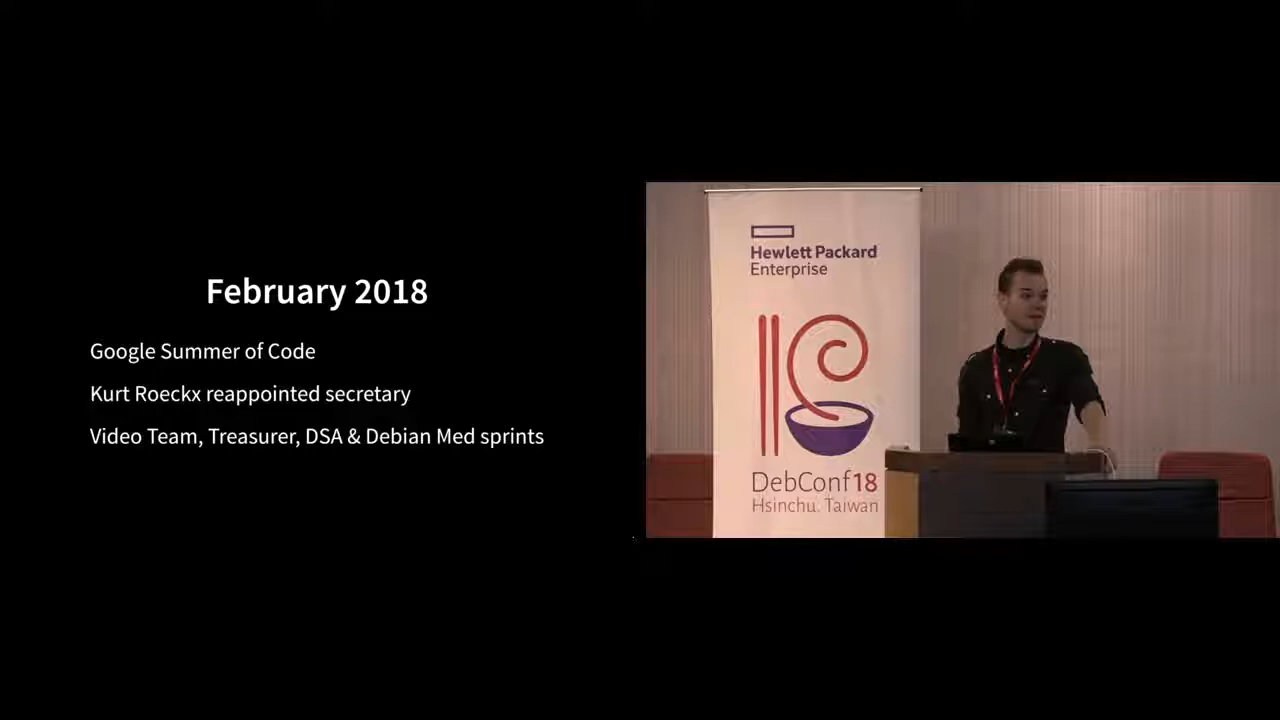 February 2018
Google Summer of Code
Kurt Roeckx reappointed secretary
Video Team, Treasurer, DSA & Debian Med sprints
Hewlett Packard
Enterprise
DebConf18
Hsinchu. Taiwan